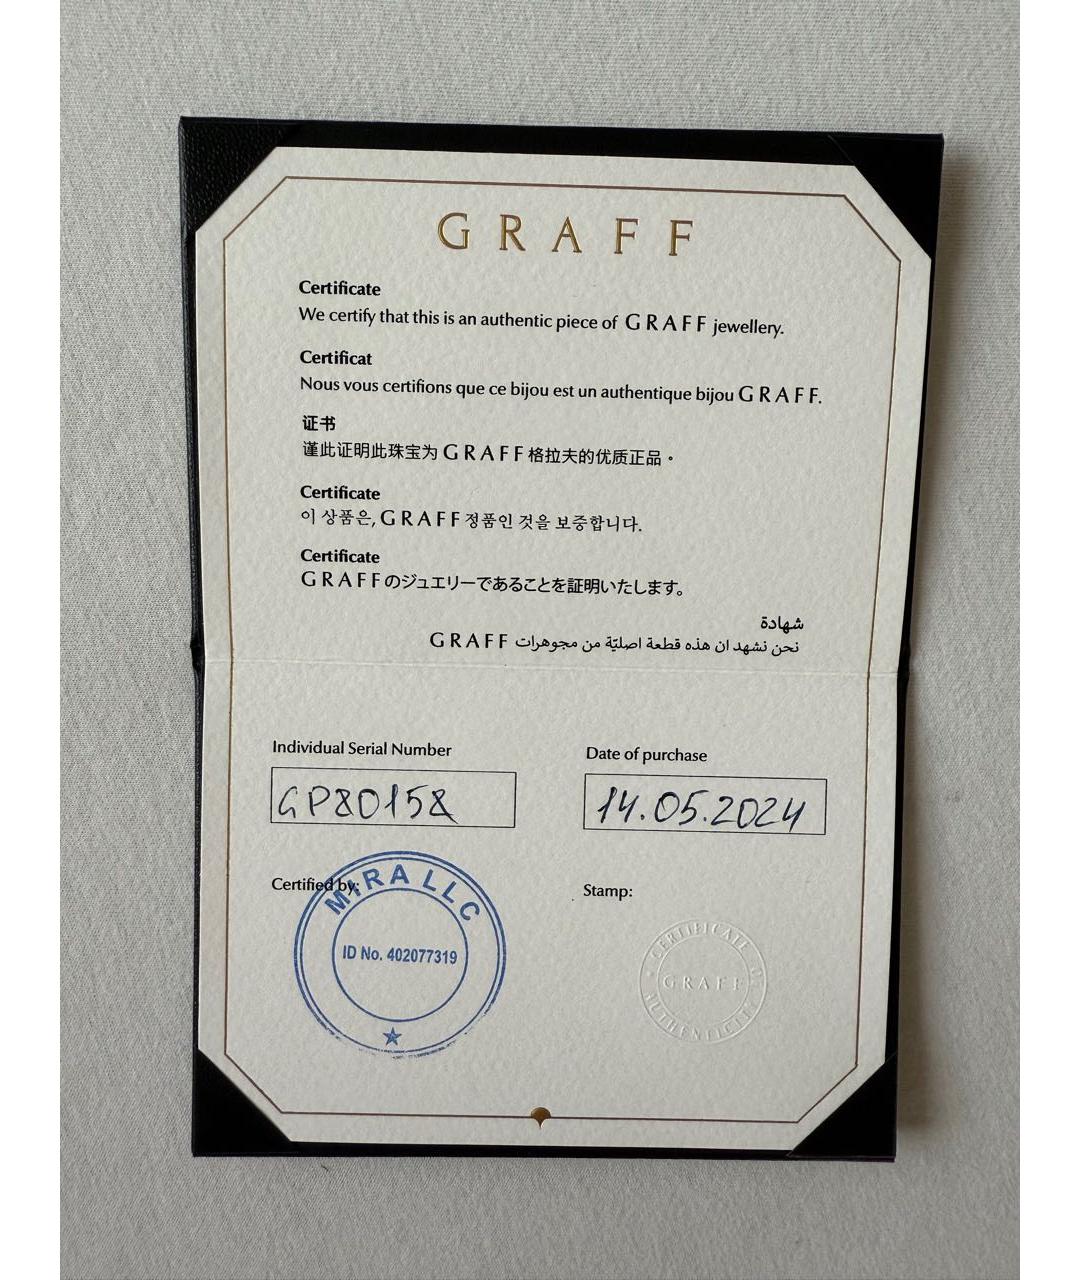 GRAFF
Certificate
We certify that this is an authentic piece of GRAFF jewellery.
Certificat
Nous vous certifions que ce bijou est un authentique bijou GRAFF.
证书
谨此证明此珠宝为 GRAFF 格拉夫的优质正品。
Certificate
이 상품은, GRAFF 정품인 것을 보증합니다.
Certificate
GRAFFのジュエリーであることを証明いたします。
شهادة
نحن نشهد ان هذه قطعة اصليّة من مجوهرات GRAFF
Individual Serial Number
Date of purchase
GP80158
14.05.2024
Certified by:
Stamp:
MIRA LLC
ID No. 402077319
CERTIFICATE OF
GRAFF
AUTHENTICITY